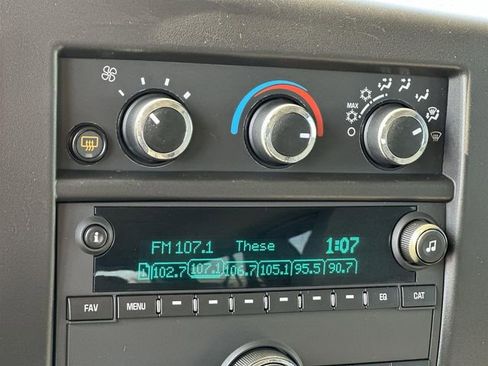 MAX
FM 107.1 These 1:07
1 102.7 107.1 106.7 105.1 95.5 90.7
FAV MENU EQ CAT